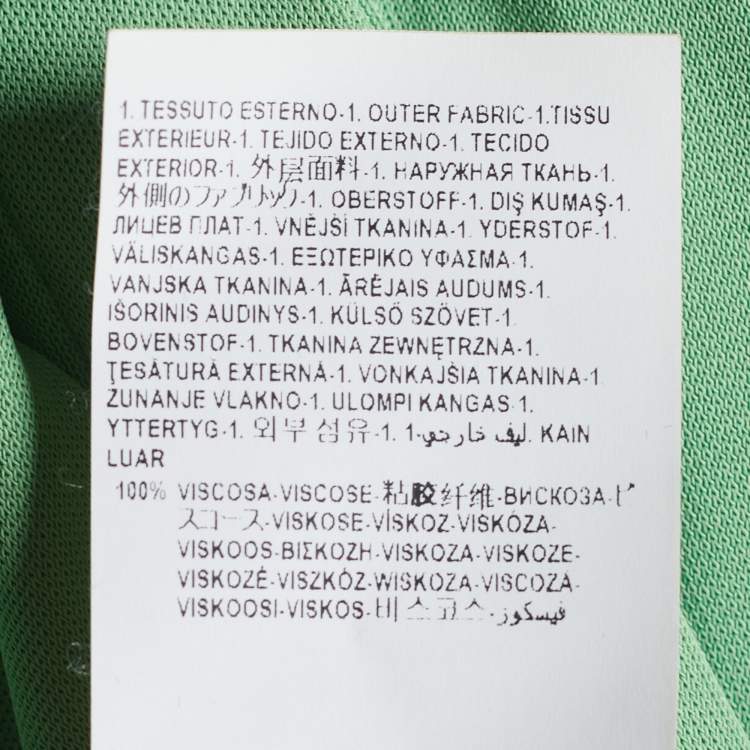 1. TESSUTO ESTERNO-1. OUTER FABRIC-1.TISSU
EXTERIEUR-1. TEJIDO EXTERNO-1. TECIDO
EXTERIOR-1. 外层面料-1. НАРУЖНАЯ ТКАНЬ-1.
外側のファブリック-1. OBERSTOFF-1. DIŞ KUMAŞ-1.
ЛИЦЕВ ПЛАТ-1. VNĚJŠÍ TKANINA-1. YDERSTOF-1.
VÄLISKANGAS-1. ΕΞΩΤΕΡΙΚΟ ΥΦΑΣΜΑ-1.
VANJSKA TKANINA-1. ĀRĒJAIS AUDUMS-1.
IŠORINIS AUDINYS-1. KÜLSŐ SZÖVET-1.
BOVENSTOF-1. TKANINA ZEWNĘTRZNA-1.
ŢESĂTURĂ EXTERNĂ-1. VONKAJŠIA TKANINA-1
ZUNANJE VLAKNO-1. ULOMPI KANGAS-1.
YTTERTYG-1. 외부 섬유-1. ليف خارجي-1. KAIN
LUAR
100% VISCOSA-VISCOSE-粘胶纤维-ВИСКОЗА-ビ
スコース-VISKOSE-VİSKOZ-VISKÓZA-
VISKOOS-ΒΙΣΚΟΖΗ-VISKOZA-VISKOZE-
VISKOZĖ-VISZKÓZ-WISKOZA-VISCOZĂ-
VISKOOSI-VISKOS-비스코스-فيسكوز